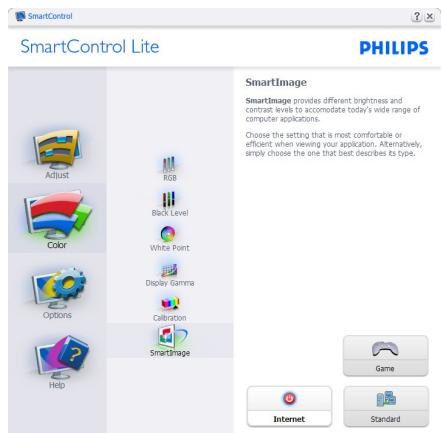 SmartControl
SmartControl Lite
PHILIPS
Adjust
Color
Options
Help
RGB
Black Level
White Point
Display Gamma
Calibration
SmartImage
SmartImage
SmartImage provides different brightness and
contrast levels to accomodate today's wide range of
computer applications.
Choose the setting that is most comfortable or
efficient when viewing your application. Alternatively,
simply choose the one that best describes its type.
Game
Internet
Standard